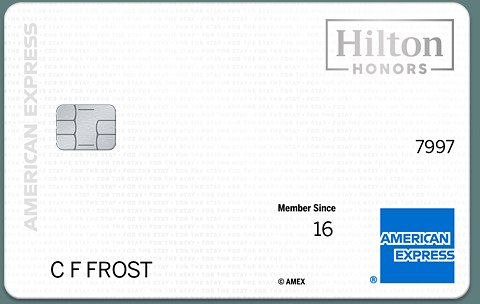 AMERICAN EXPRESS
Hilton
HONORS
7997
Member Since
16
AMERICAN
EXPRESS
®
C F FROST
© AMEX